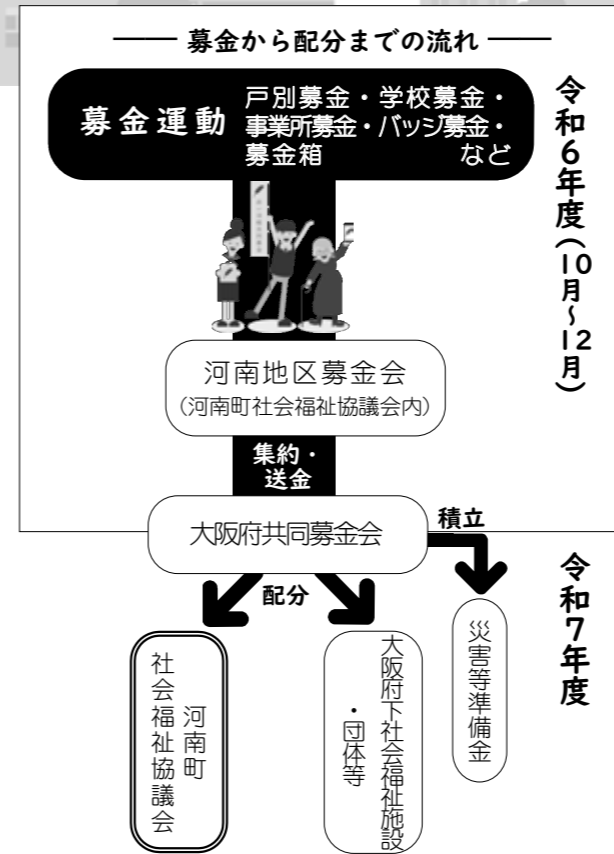 募金から配分までの流れ
募金運動
戸別募金・学校募金・
事業所募金・バッジ募金・
募金箱 など
令和6年度(10月~12月)
河南地区募金会
(河南町社会福祉協議会内)
集約・
送金
大阪府共同募金会
積立
配分
令和7年度
河南町
社会福祉協議会
大阪府下社会福祉施設
・団体等
災害等準備金